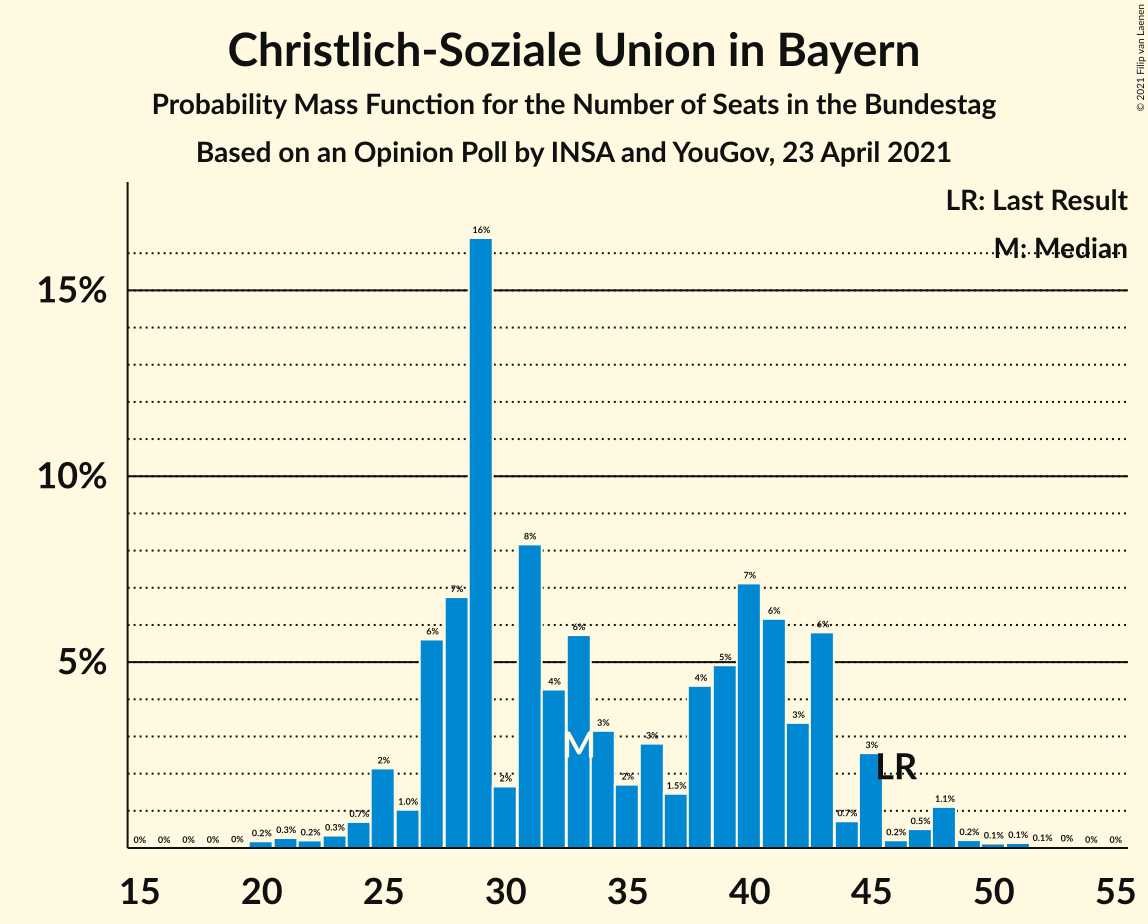 Christlich-Soziale Union in Bayern
Probability Mass Function for the Number of Seats in the Bundestag
Based on an Opinion Poll by INSA and YouGov, 23 April 2021
© 2021 Filip van Laenen
LR: Last Result
M: Median
15%
10%
5%
0% 0% 0% 0% 0% 0.2% 0.3% 0.2% 0.3% 0.7% 2% 1.0% 6% 7% 16% 2% 8% 4% 6% 3% 2% 3% 1.5% 4% 5% 7% 6% 3% 6% 0.7% 3% 0.2% 0.5% 1.1% 0.2% 0.1% 0.1% 0.1% 0% 0% 0%
M
LR
15 20 25 30 35 40 45 50 55